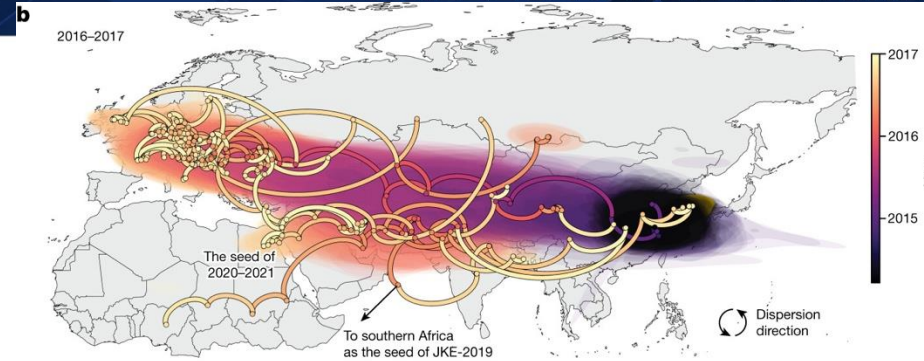 b
2016–2017
2017
2016
2015
The seed of
2020–2021
To southern Africa
as the seed of JKE-2019
Dispersion
direction